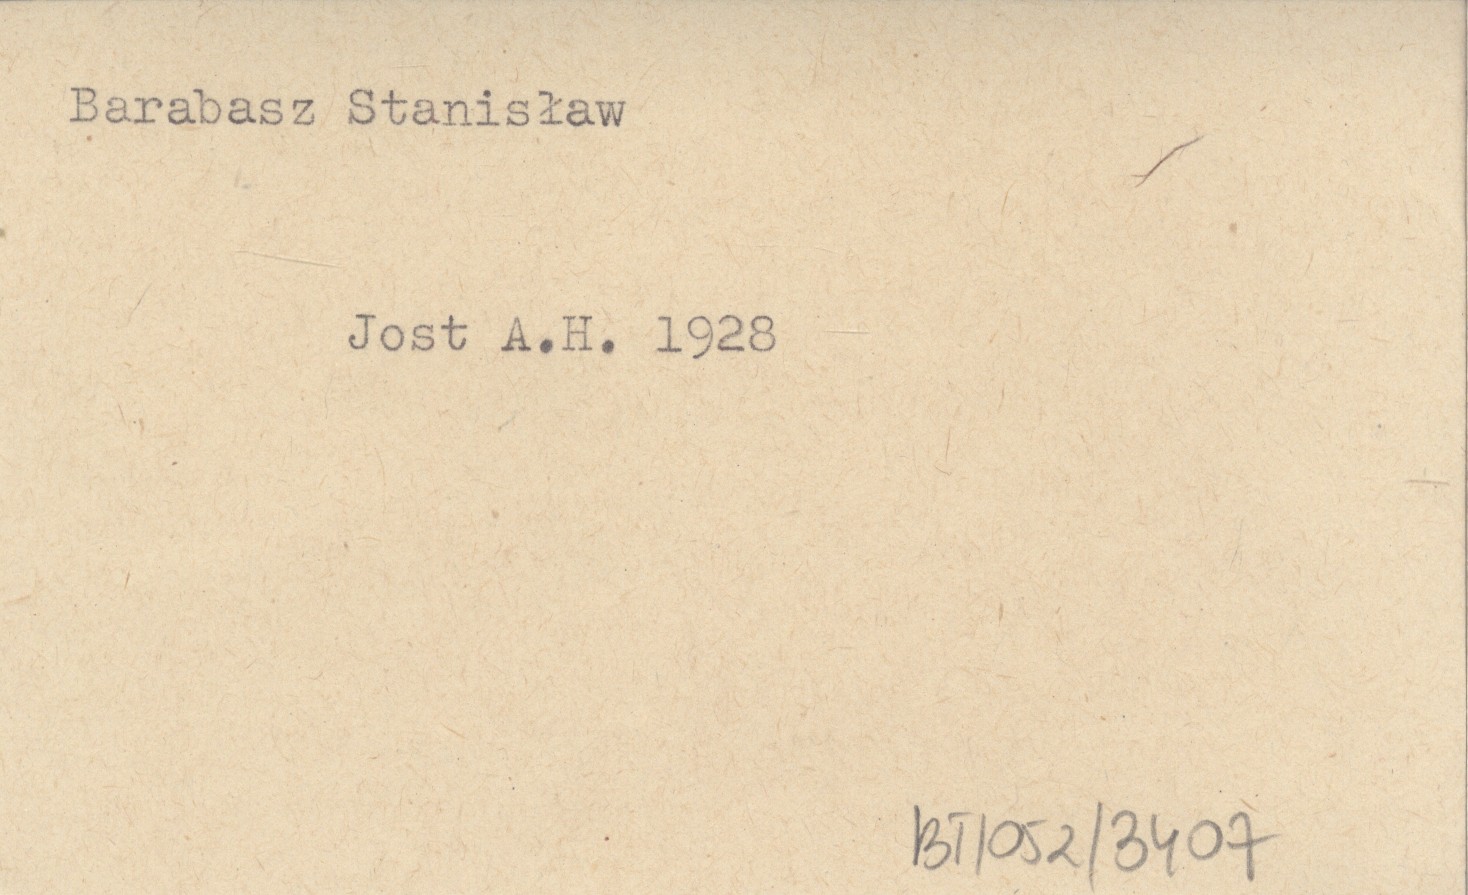 Barabasz Stanisław
Jost A.H. 1928
BT/052/3407